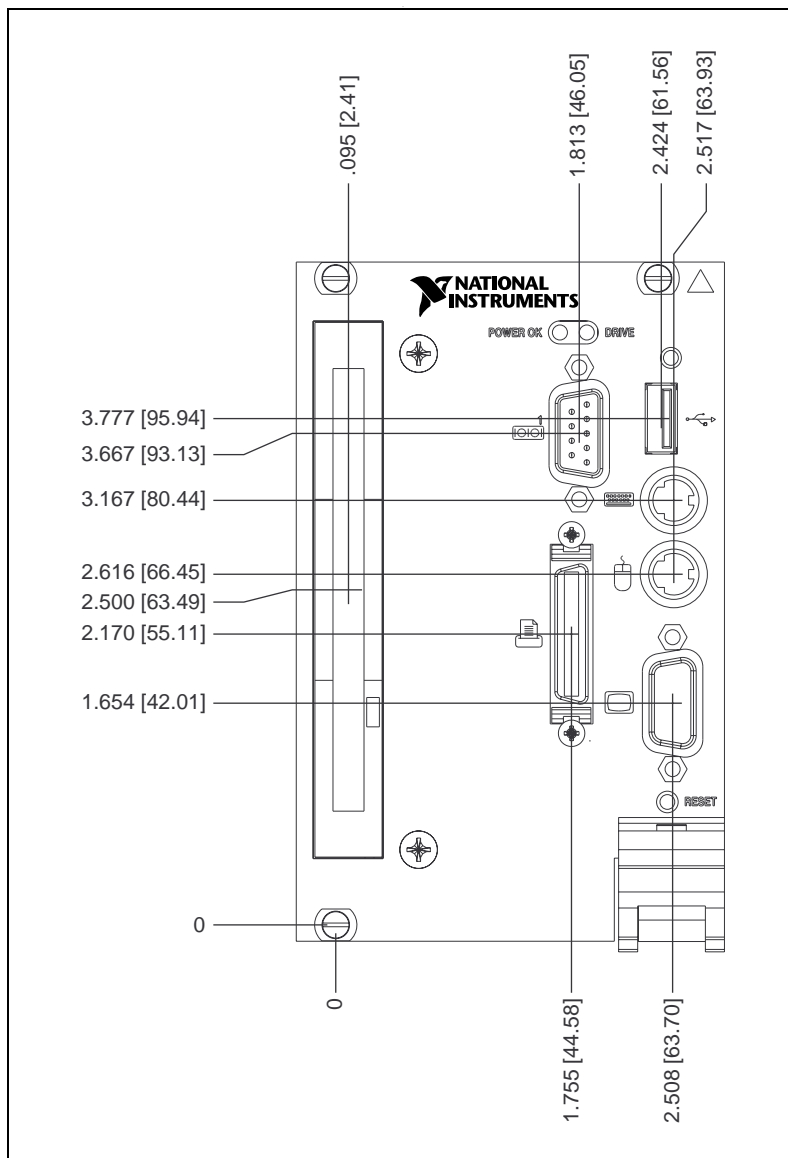 .095 [2.41]
1.813 [46.05]
2.424 [61.56]
2.517 [63.93]
NATIONAL
INSTRUMENTS
POWER OK
DRIVE
3.777 [95.94]
1
3.667 [93.13]
IOIOI
3.167 [80.44]
2.616 [66.45]
2.500 [63.49]
2.170 [55.11]
1.654 [42.01]
RESET
0
0
1.755 [44.58]
2.508 [63.70]